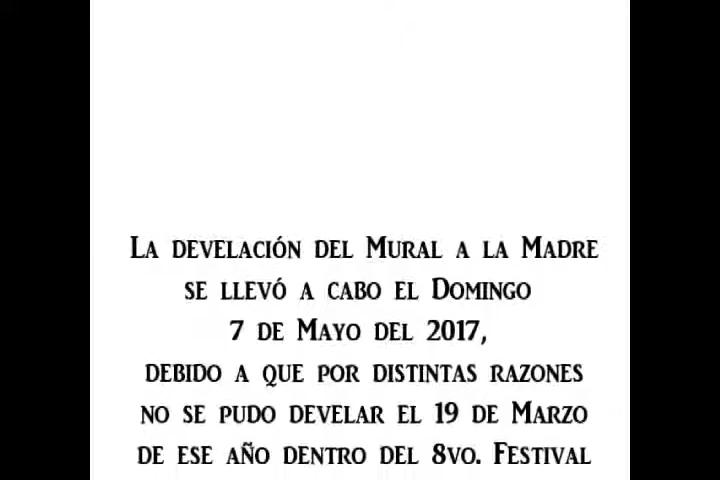 La develación del Mural a la Madre
se llevó a cabo el Domingo
7 de Mayo del 2017,
debido a que por distintas razones
no se pudo develar el 19 de Marzo
de ese año dentro del 8vo. Festival